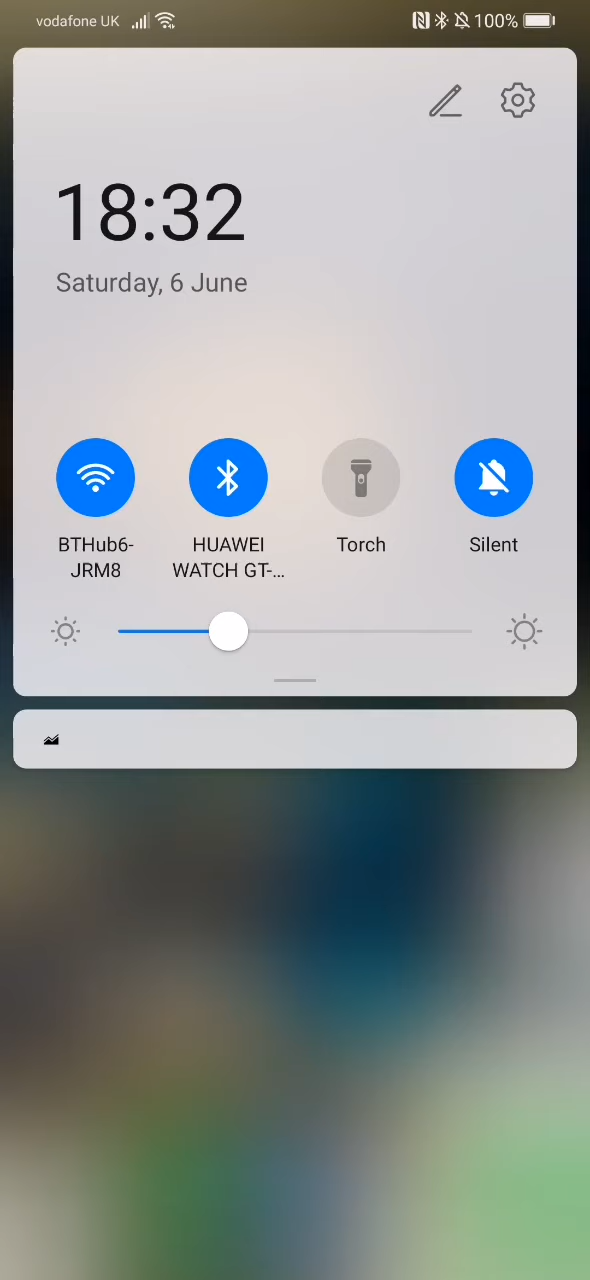 vodafone UK 100%
18:32
Saturday, 6 June
BTHub6-
JRM8
HUAWEI
WATCH GT-...
Torch
Silent